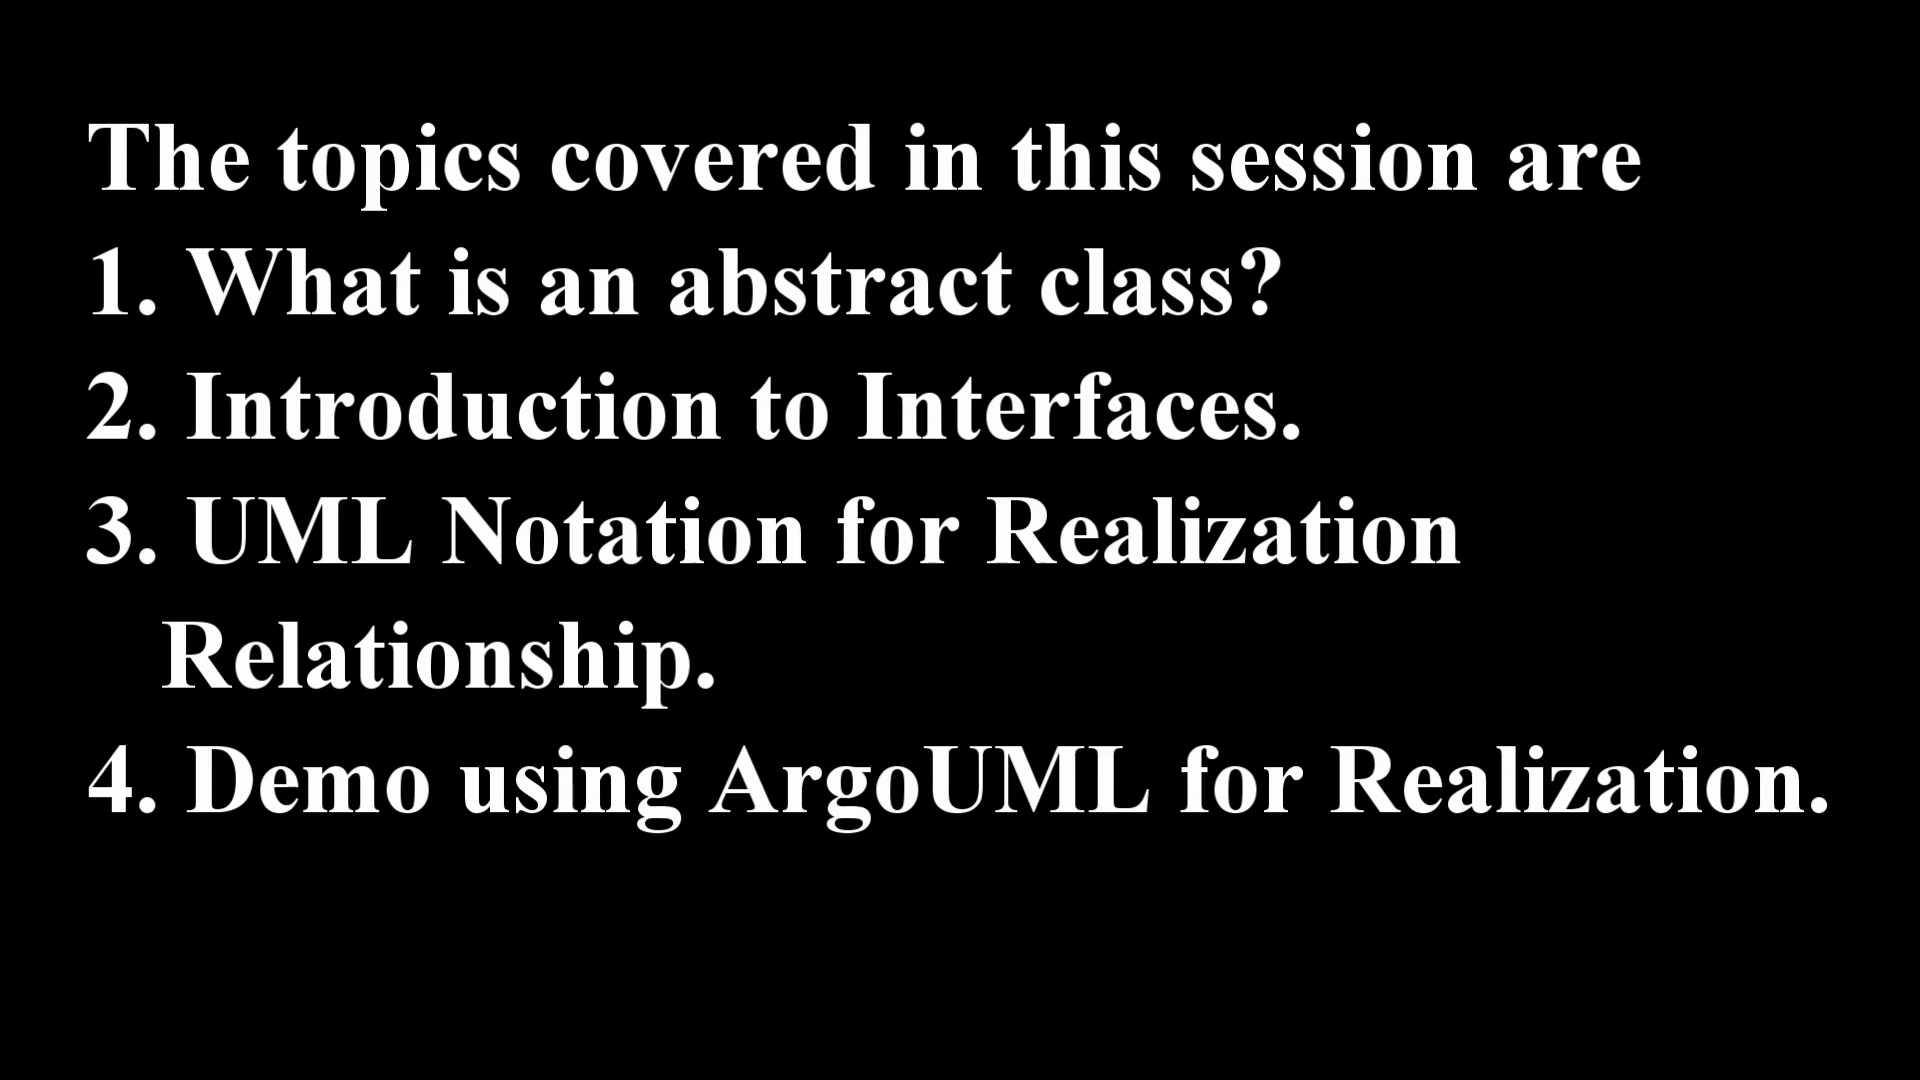 The topics covered in this session are
1. What is an abstract class?
2. Introduction to Interfaces.
3. UML Notation for Realization
Relationship.
4. Demo using ArgoUML for Realization.